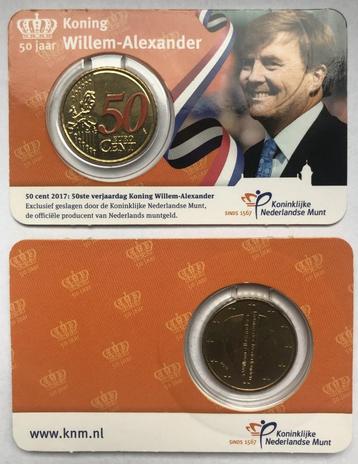 Koning
50 jaar Willem-Alexander
50
EURO
CENT
50 cent 2017: 50ste verjaardag Koning Willem-Alexander
Exclusief geslagen door de Koninklijke Nederlandse Munt,
de officiële producent van Nederlands muntgeld.
SINDS 1567
Koninklijke
Nederlandse Munt
50 jaar
www.knm.nl
SINDS 1567
Koninklijke
Nederlandse Munt